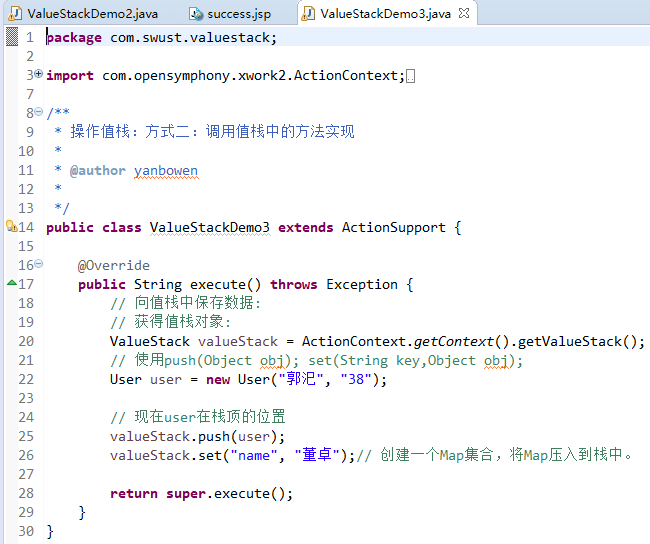 ValueStackDemo2.java success.jsp ValueStackDemo3.java
1 package com.swust.valuestack;
2
3 import com.opensymphony.xwork2.ActionContext;
7
8 /**
9 * 操作值栈：方式二：调用值栈中的方法实现
10 *
11 * @author yanbowen
12 *
13 */
14 public class ValueStackDemo3 extends ActionSupport {
15
16 @Override
17 public String execute() throws Exception {
18 // 向值栈中保存数据:
19 // 获得值栈对象:
20 ValueStack valueStack = ActionContext.getContext().getValueStack();
21 // 使用push(Object obj); set(String key,Object obj);
22 User user = new User("郭汜", "38");
23
24 // 现在user在栈顶的位置
25 valueStack.push(user);
26 valueStack.set("name", "董卓");// 创建一个Map集合，将Map压入到栈中。
27
28 return super.execute();
29 }
30 }